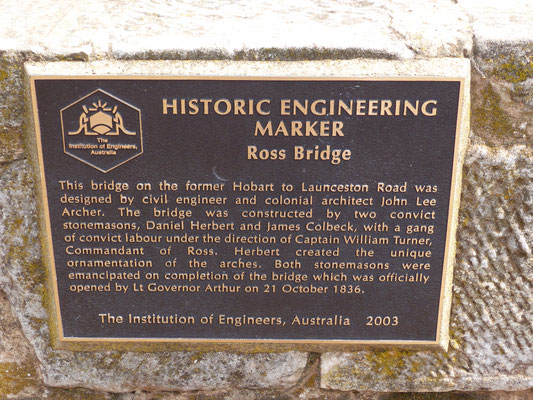 The
Institution of Engineers,
Australia
HISTORIC ENGINEERING
MARKER
Ross Bridge
This bridge on the former Hobart to Launceston Road was
designed by civil engineer and colonial architect John Lee
Archer. The bridge was constructed by two convict
stonemasons, Daniel Herbert and James Colbeck, with a gang
of convict labour under the direction of Captain William Turner,
Commandant of Ross. Herbert created the unique
ornamentation of the arches. Both stonemasons were
emancipated on completion of the bridge which was officially
opened by Lt Governor Arthur on 21 October 1836.
The Institution of Engineers, Australia 2003